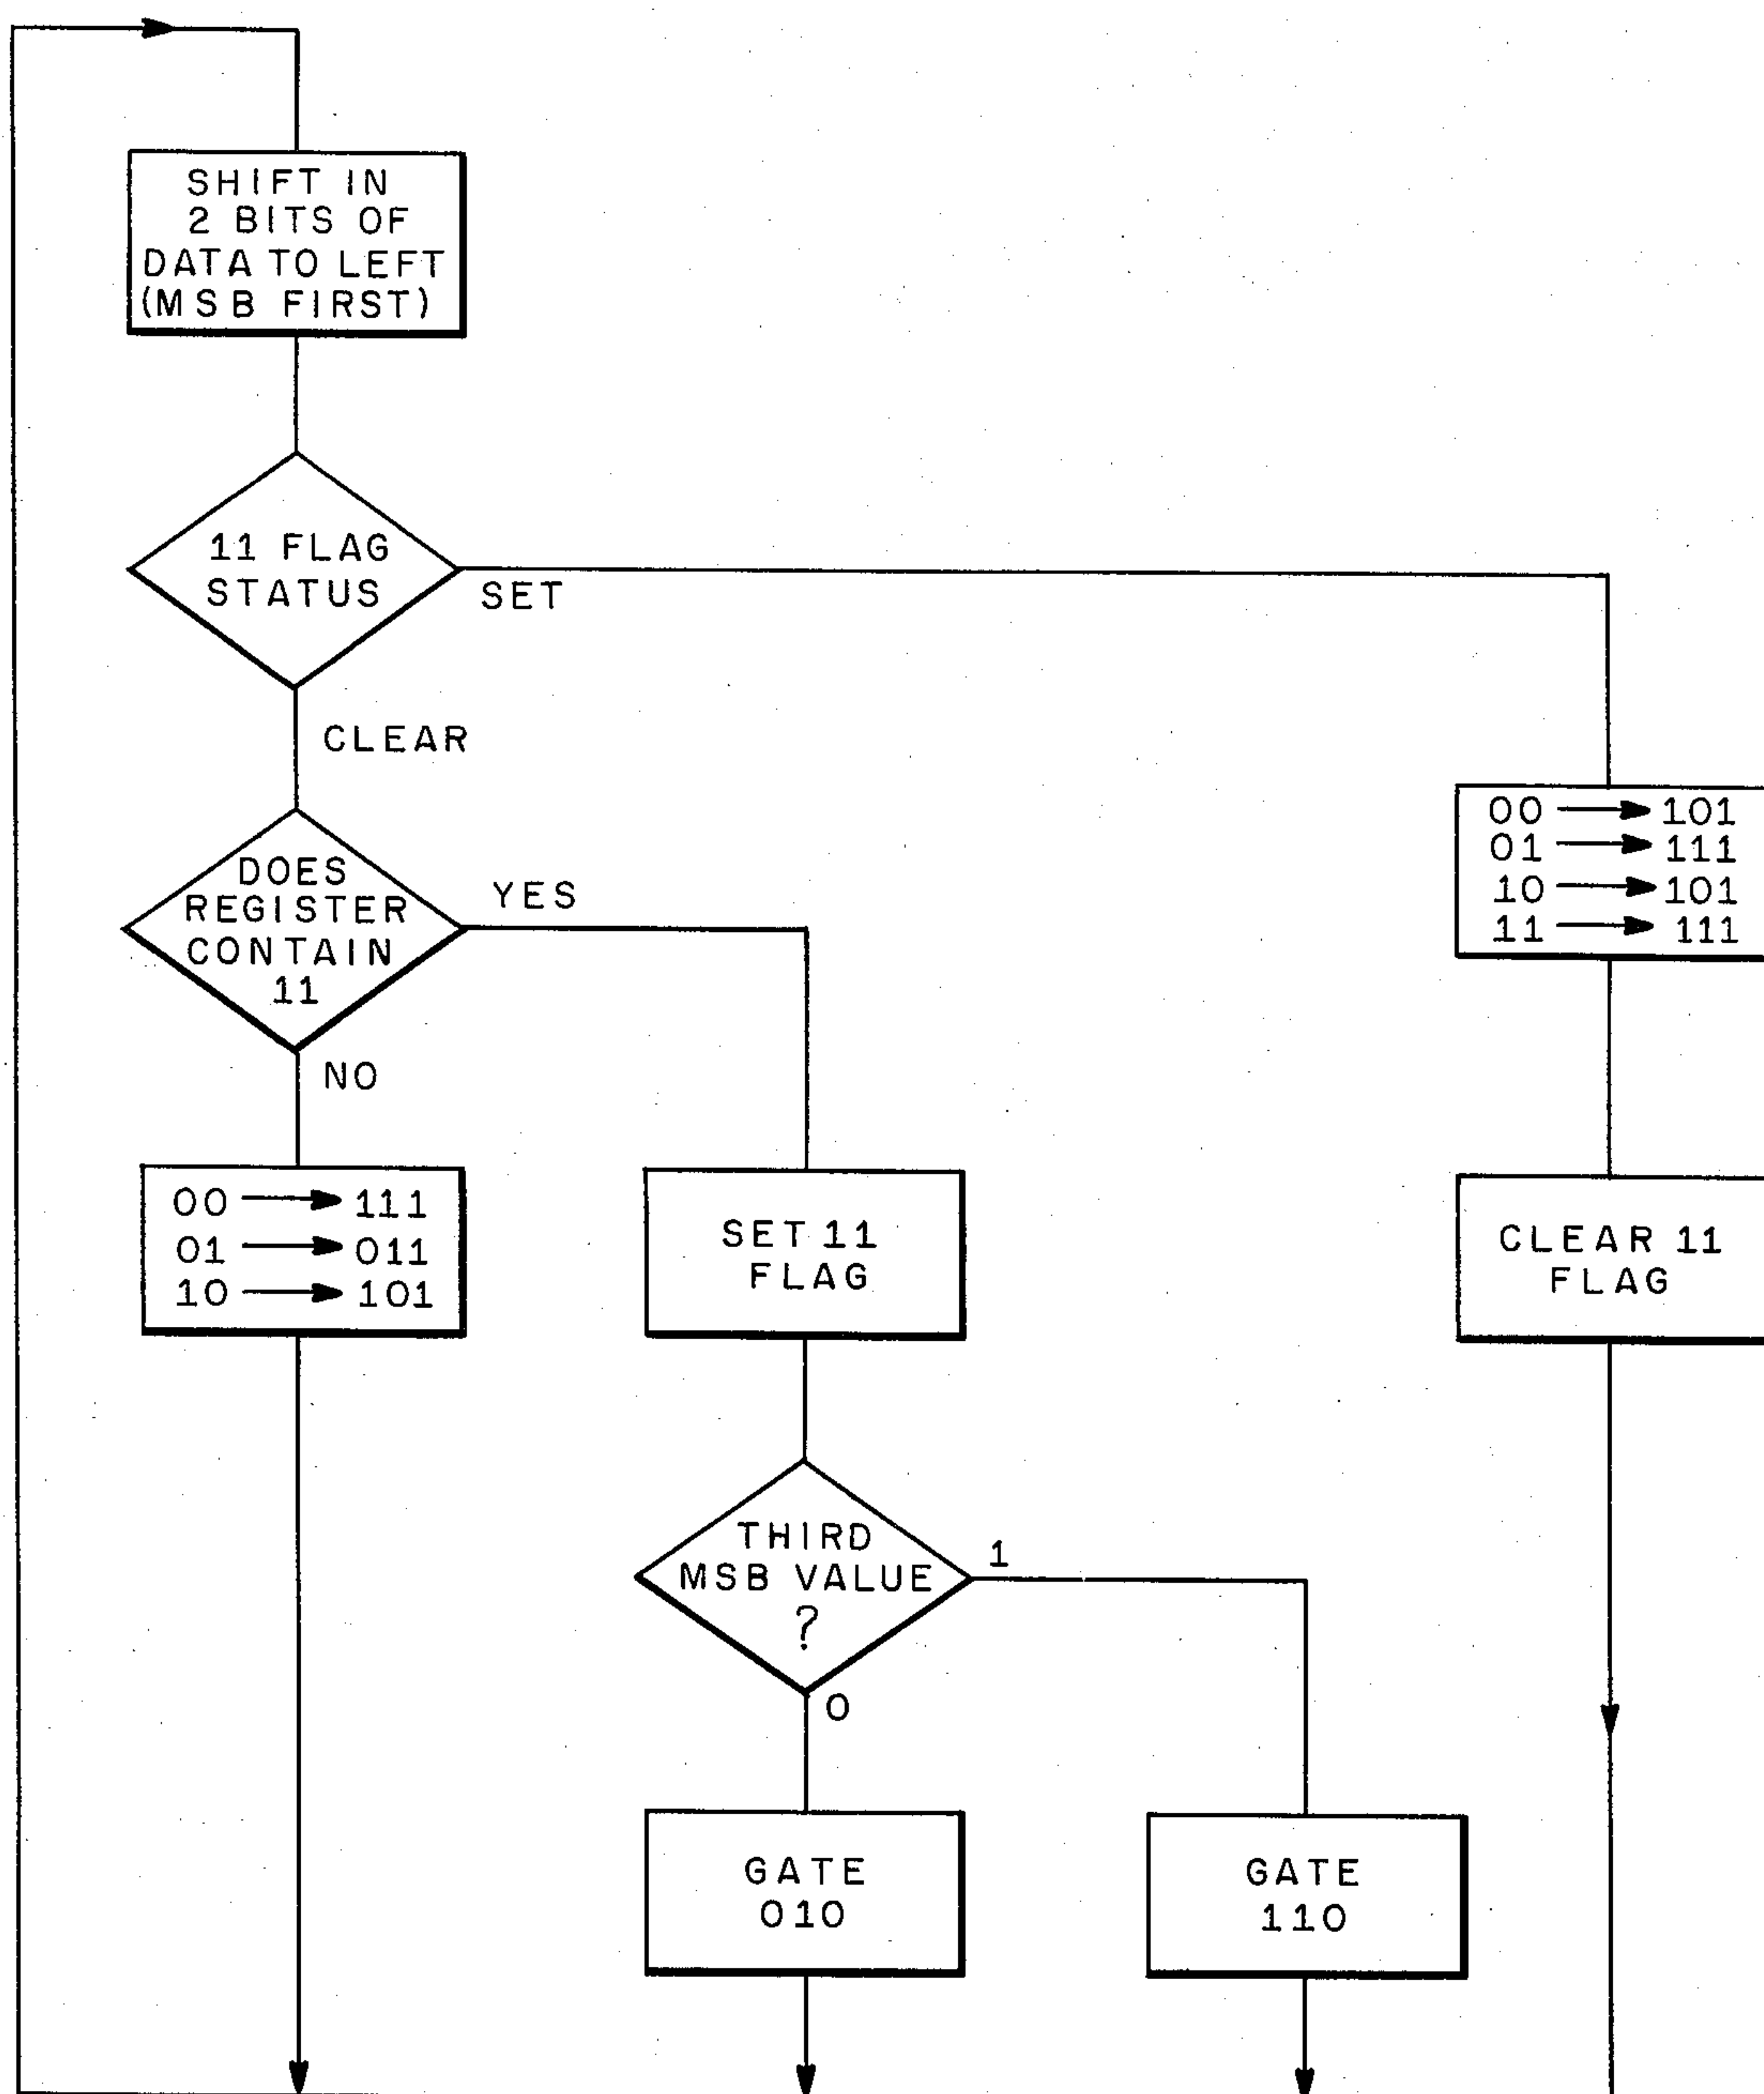 SHIFT IN
2 BITS OF
DATA TO LEFT
(MSB FIRST)
11 FLAG
STATUS
SET
CLEAR
DOES
REGISTER
CONTAIN
11
YES
NO
00 → 101
01 → 111
10 → 101
11 → 111
00 → 111
01 → 011
10 → 101
SET 11
FLAG
CLEAR 11
FLAG
THIRD
MSB VALUE
?
1
0
GATE
010
GATE
110